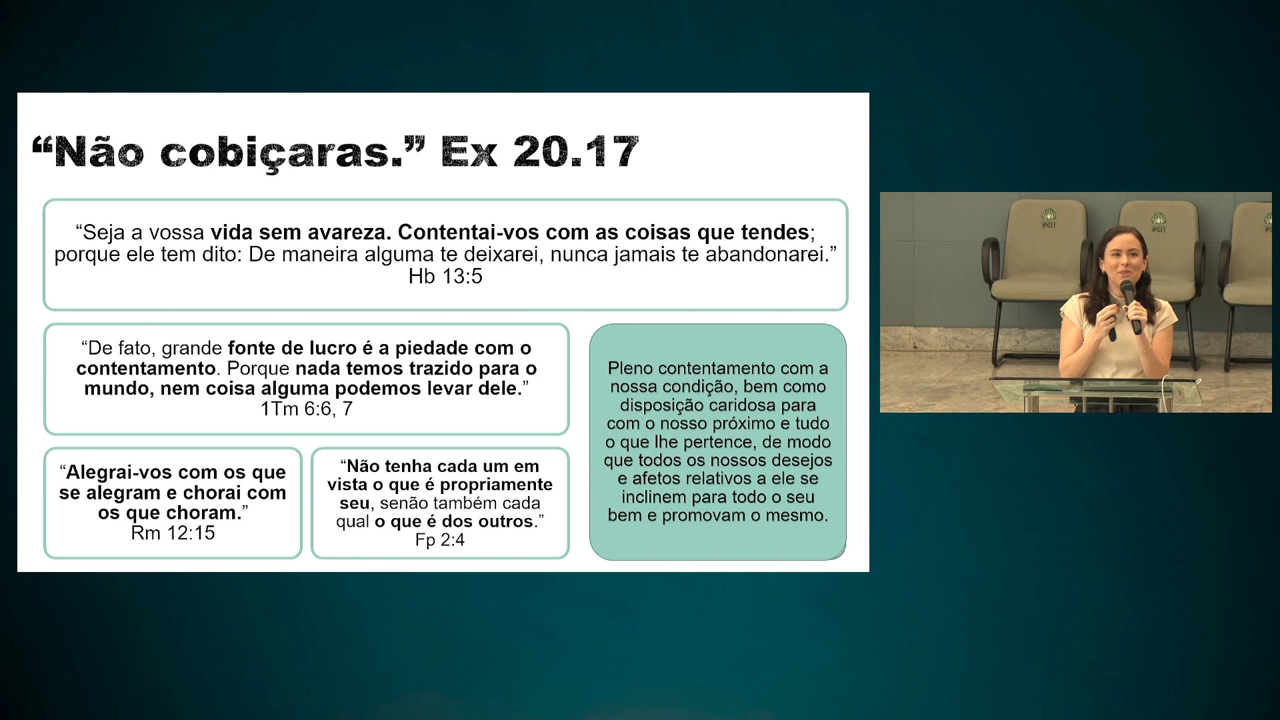 “Não cobiçaras.” Ex 20.17
“Seja a vossa vida sem avareza. Contentai-vos com as coisas que tendes;
porque ele tem dito: De maneira alguma te deixarei, nunca jamais te abandonarei.”
Hb 13:5
“De fato, grande fonte de lucro é a piedade com o
contentamento. Porque nada temos trazido para o
mundo, nem coisa alguma podemos levar dele.”
1Tm 6:6, 7
“Alegrai-vos com os que
se alegram e chorai com
os que choram.”
Rm 12:15
“Não tenha cada um em
vista o que é propriamente
seu, senão também cada
qual o que é dos outros.”
Fp 2:4
Pleno contentamento com a
nossa condição, bem como
disposição caridosa para
com o nosso próximo e tudo
o que lhe pertence, de modo
que todos os nossos desejos
e afetos relativos a ele se
inclinem para todo o seu
bem e promovam o mesmo.